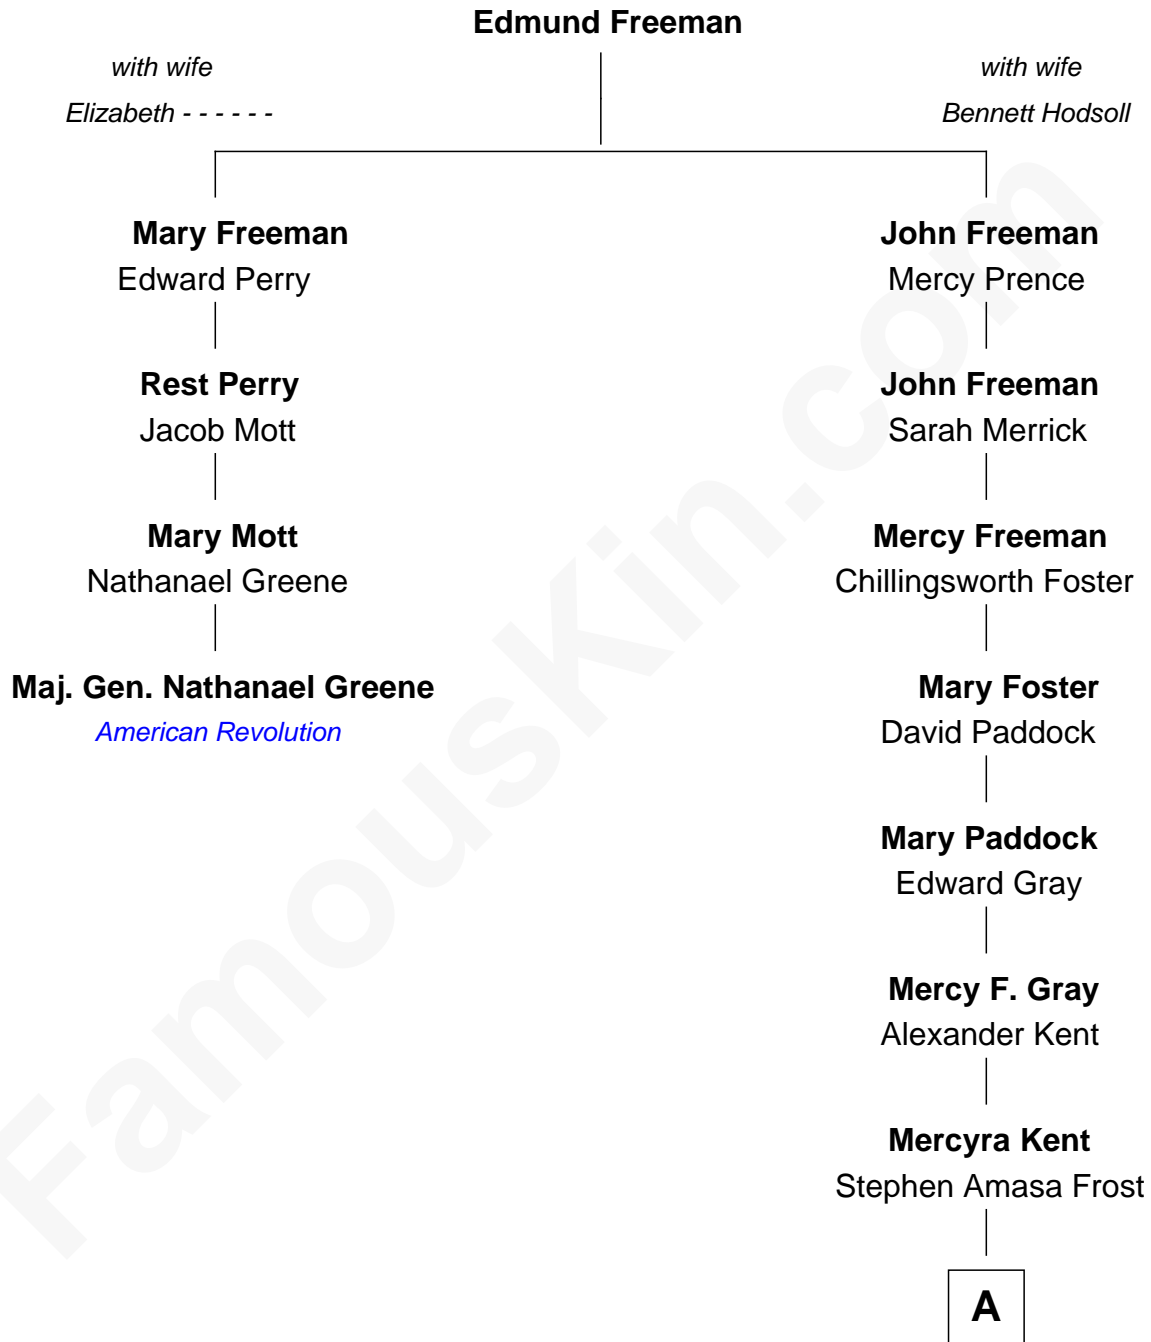 Edmund Freeman
with wife
Elizabeth - - - - - -
with wife
Bennett Hodsoll
Mary Freeman
Edward Perry
John Freeman
Mercy Prence
Rest Perry
Jacob Mott
John Freeman
Sarah Merrick
Mary Mott
Nathanael Greene
Mercy Freeman
Chillingsworth Foster
Maj. Gen. Nathanael Greene
American Revolution
Mary Foster
David Paddock
Mary Paddock
Edward Gray
Mercy F. Gray
Alexander Kent
Mercyra Kent
Stephen Amasa Frost
A
FamousKin.com